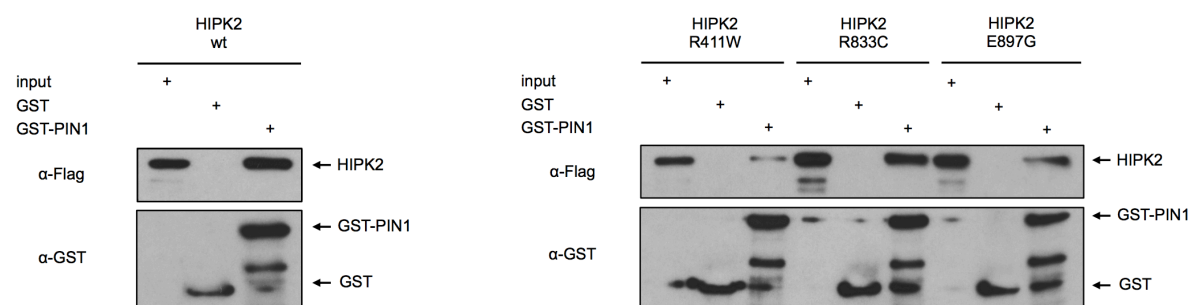 HIPK2
wt
input +
GST +
GST-PIN1 +
α-Flag ← HIPK2
← GST-PIN1
α-GST
← GST
HIPK2 HIPK2 HIPK2
R411W R833C E897G
input + + +
GST + + +
GST-PIN1 + + +
α-Flag ← HIPK2
← GST-PIN1
α-GST
← GST